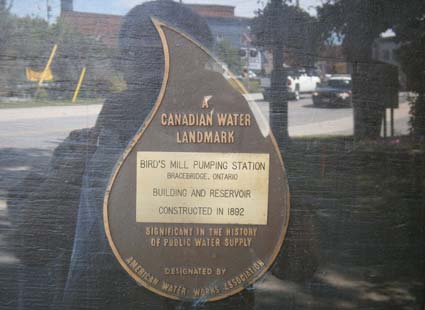 A
CANADIAN WATER
LANDMARK
BIRD'S MILL PUMPING STATION
BRACEBRIDGE, ONTARIO
BUILDING AND RESERVOIR
CONSTRUCTED IN 1892
SIGNIFICANT IN THE HISTORY
OF PUBLIC WATER SUPPLY
DESIGNATED BY
AMERICAN WATER WORKS ASSOCIATION